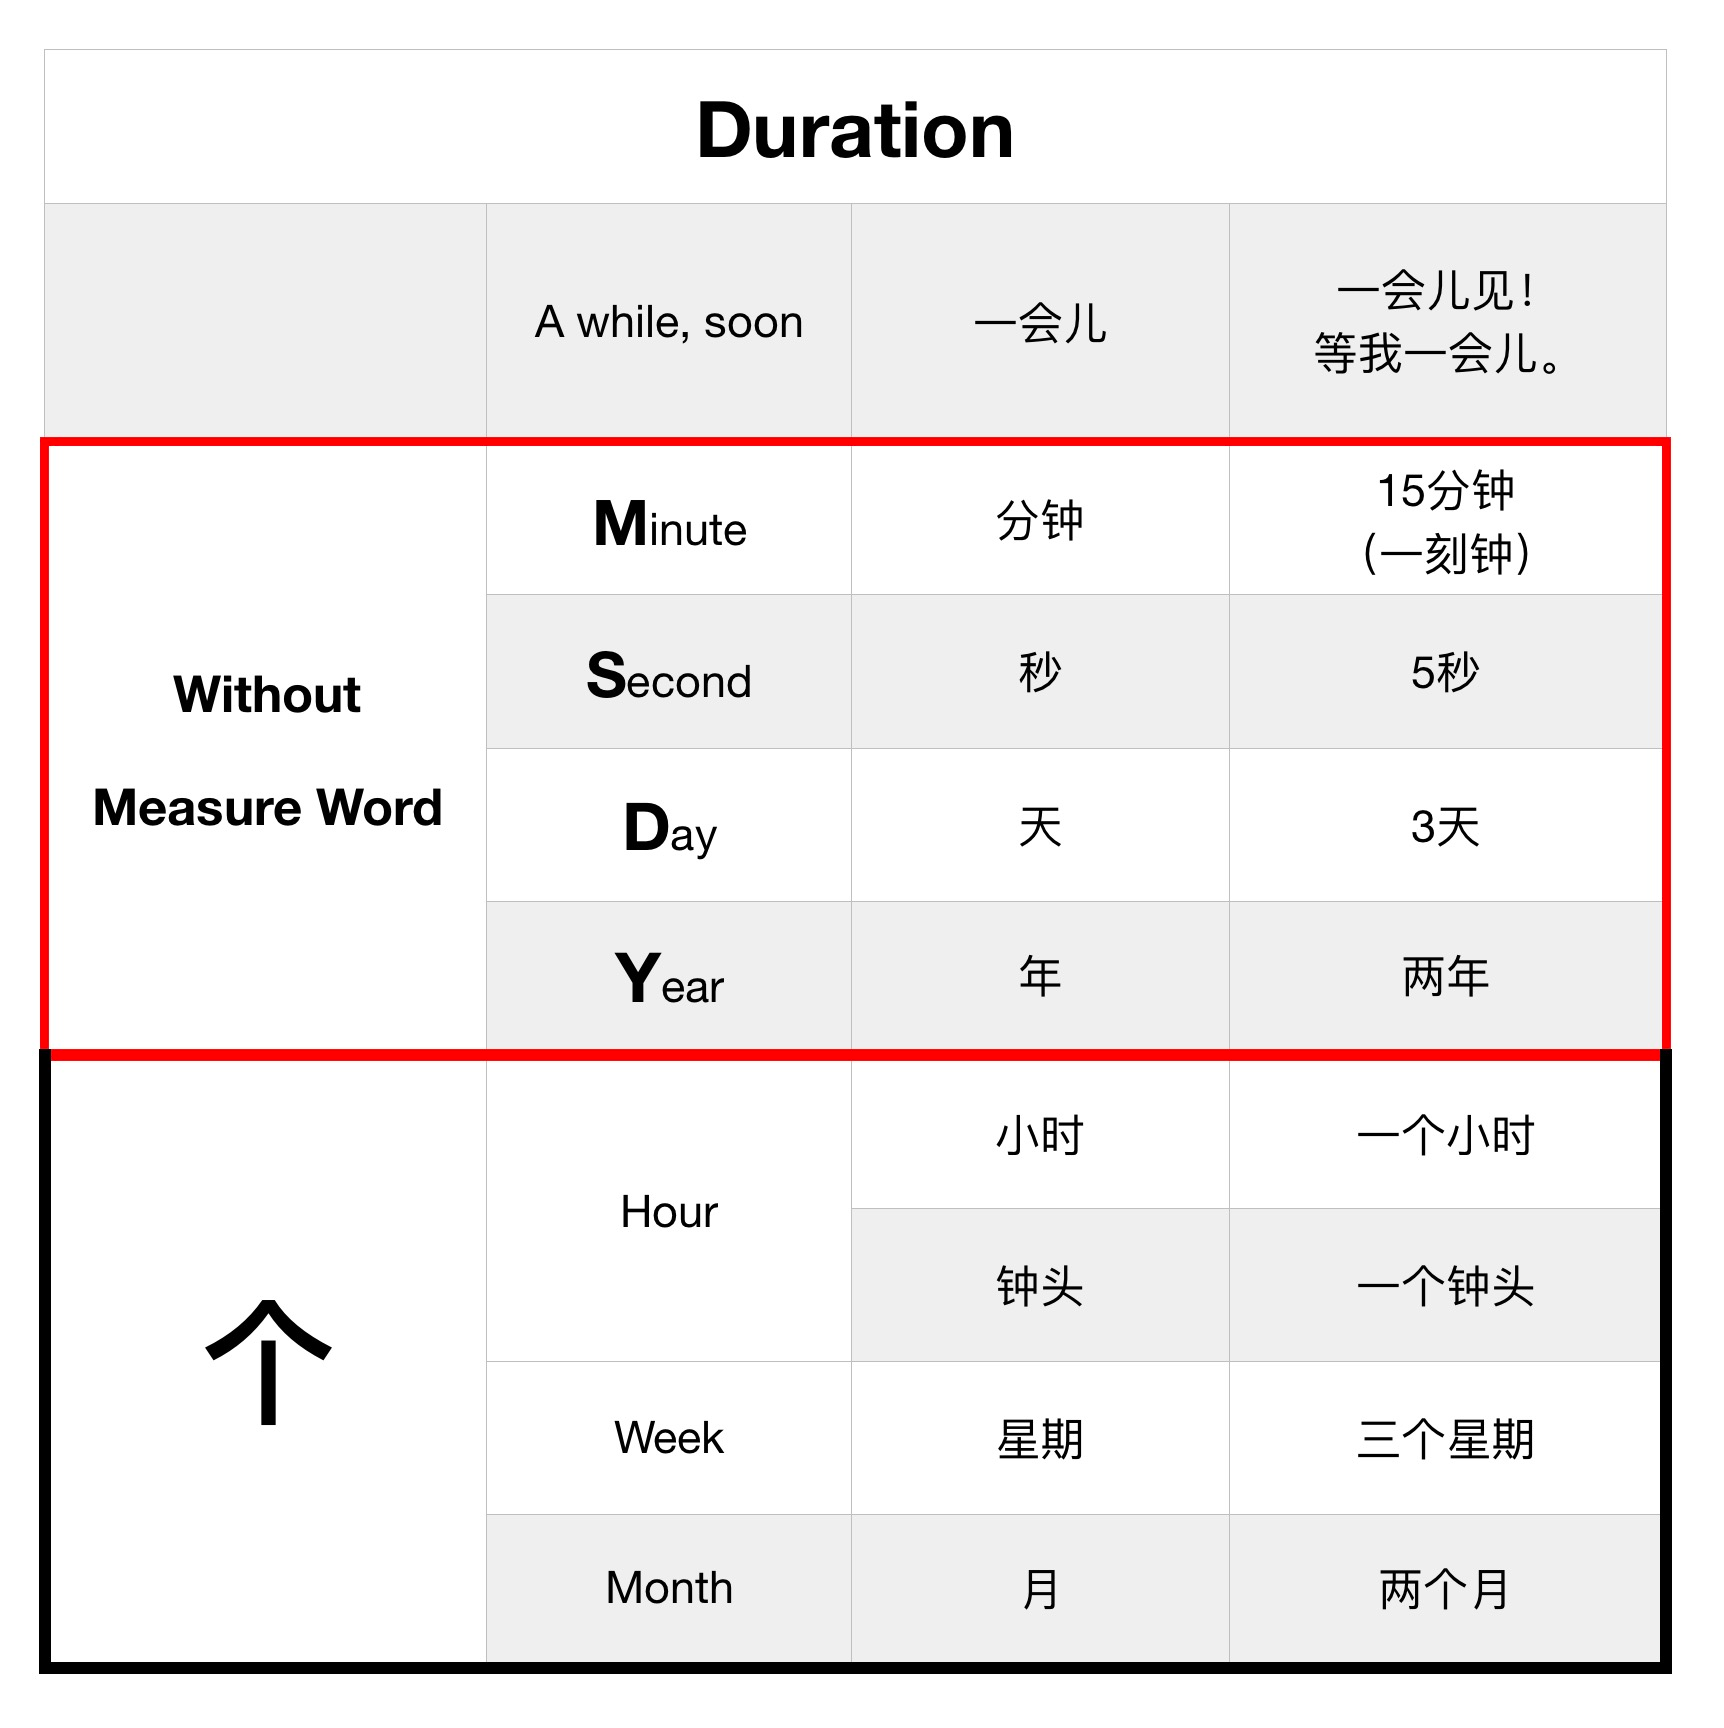 Duration
A while, soon
一会儿
一会儿见！
等我一会儿。
Without
Measure Word
Minute
分钟
15分钟
（一刻钟）
Second
秒
5秒
Day
天
3天
Year
年
两年
个
Hour
小时
一个小时
钟头
一个钟头
Week
星期
三个星期
Month
月
两个月